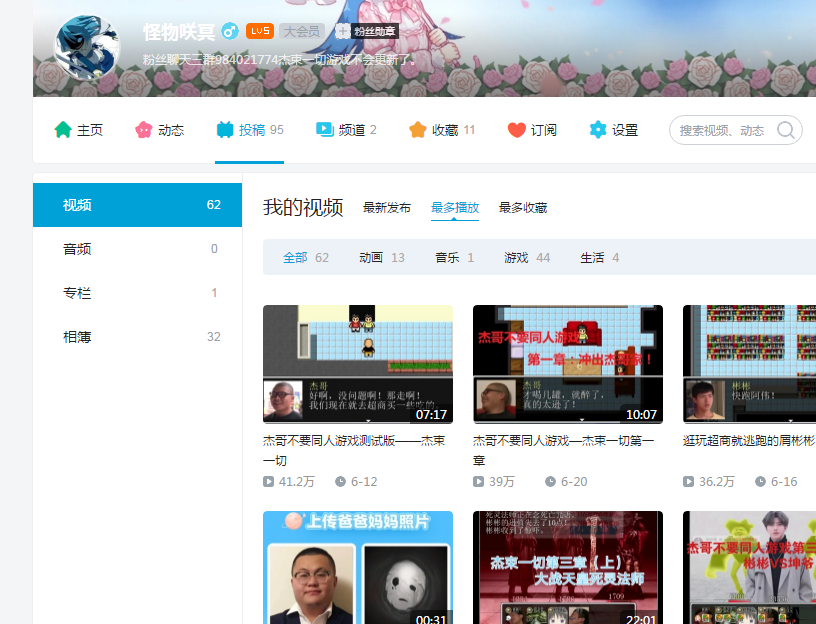 怪物咲冥 LV5 大会员 粉丝勋章
粉丝聊天三群984021774杰束一切游戏不会更新了。
主页 动态 投稿 95 频道 2 收藏 11 订阅 设置 搜索视频、动态
视频 62
音频 0
专栏 1
相簿 32
我的视频 最新发布 最多播放 最多收藏
全部 62 动画 13 音乐 1 游戏 44 生活 4
杰哥
好啊，没问题啊！那走啊！
我们现在就去超商买一些吃的
07:17
杰哥不要同人游戏测试版——杰束一切
41.2万 6-12
杰哥不要同人游戏
第一章：冲出杰哥家！
杰哥
才喝几罐，就醉了，
真的太逊了！
10:07
杰哥不要同人游戏—杰束一切第一章
39万 6-20
彬彬
快跑阿伟！
逛玩超商就逃跑的屑彬彬
36.2万 6-16
上传爸爸妈妈照片
00:31
彬彬收到了惊吓。
杰束一切第三章（上）
大战天蛊死灵法师
1709
22:01
杰哥不要同人游戏第三
彬彬VS坤爷